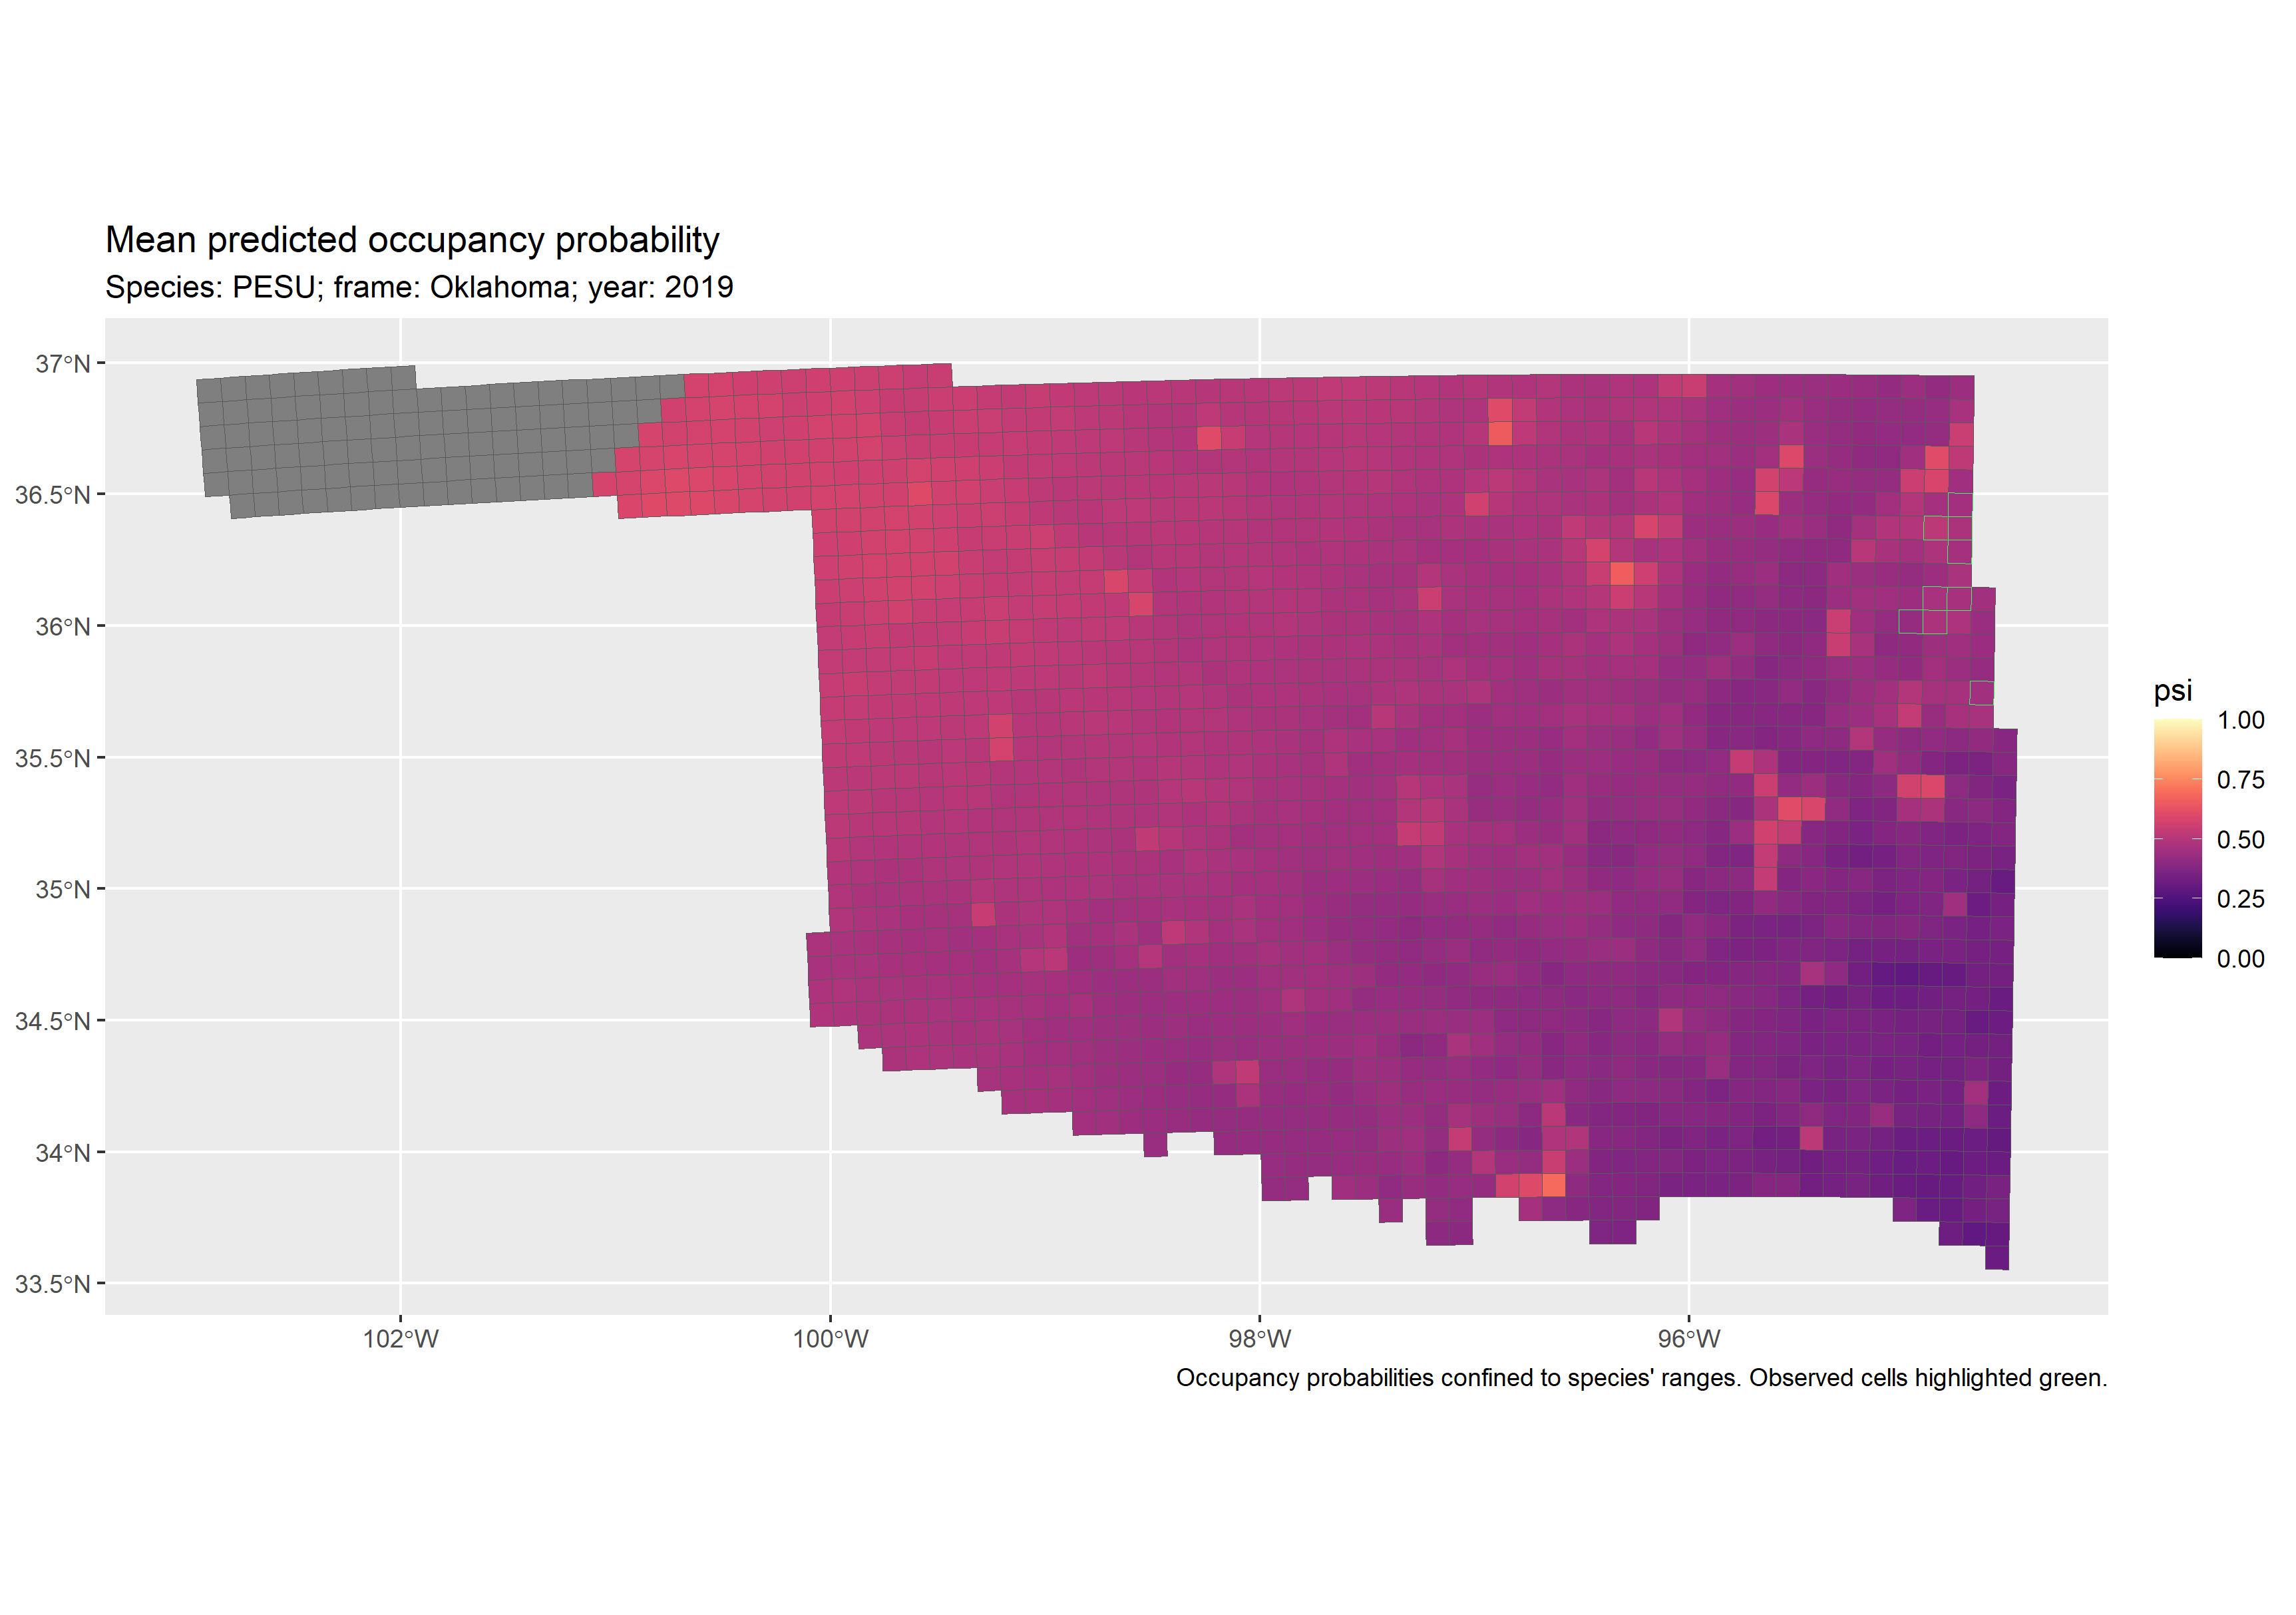 Mean predicted occupancy probability
Species: PESU; frame: Oklahoma; year: 2019
37°N
36.5°N
36°N
35.5°N
35°N
34.5°N
34°N
33.5°N
102°W
100°W
98°W
96°W
psi
1.00
0.75
0.50
0.25
0.00
Occupancy probabilities confined to species' ranges. Observed cells highlighted green.